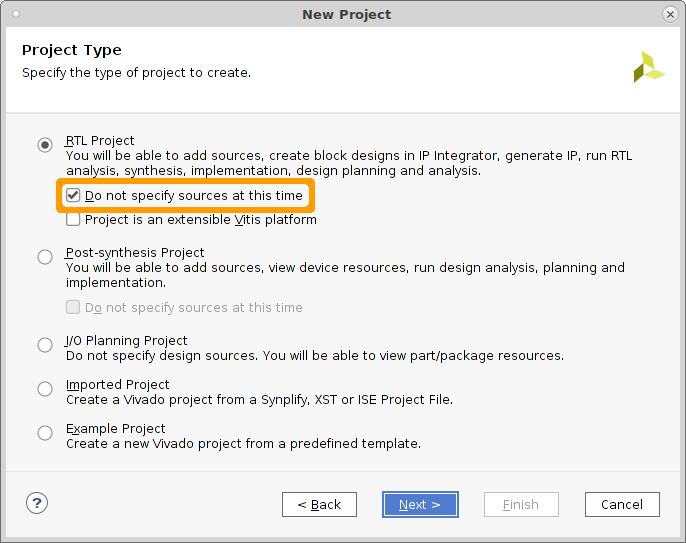 New Project
Project Type
Specify the type of project to create.
RTL Project
You will be able to add sources, create block designs in IP Integrator, generate IP, run RTL
analysis, synthesis, implementation, design planning and analysis.
Do not specify sources at this time
Project is an extensible Vitis platform
Post-synthesis Project
You will be able to add sources, view device resources, run design analysis, planning and
implementation.
Do not specify sources at this time
I/O Planning Project
Do not specify design sources. You will be able to view part/package resources.
Imported Project
Create a Vivado project from a Synplify, XST or ISE Project File.
Example Project
Create a new Vivado project from a predefined template.
? < Back Next > Finish Cancel